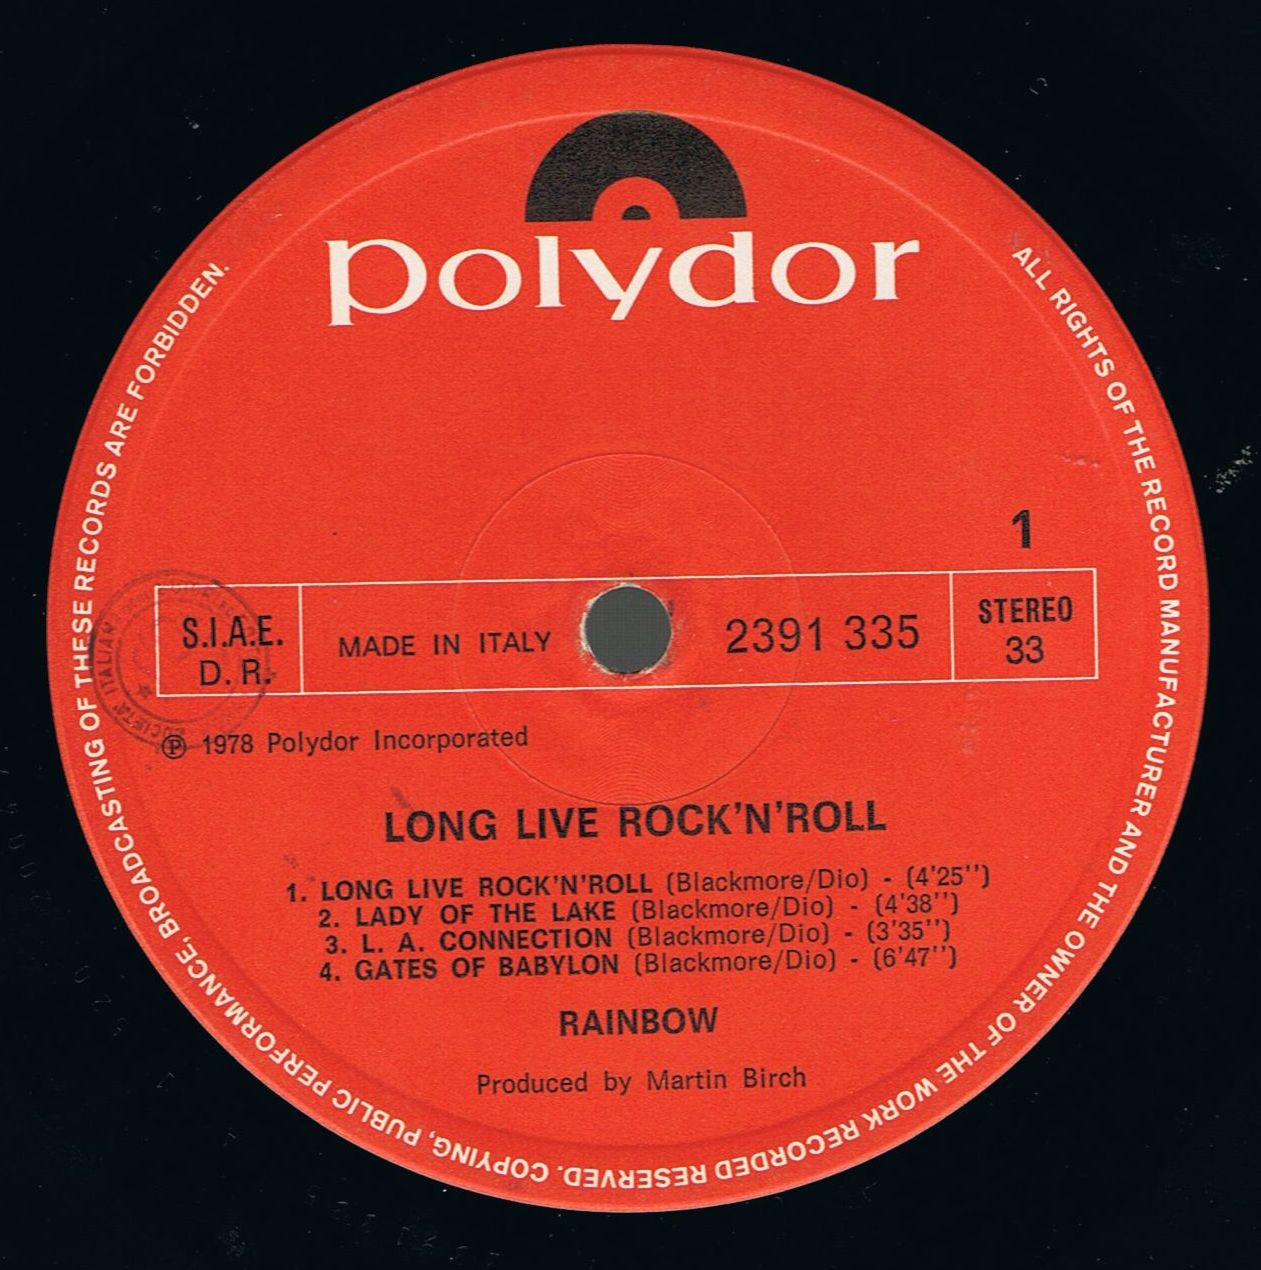 polydor
1
S.I.A.E.
D. R.
MADE IN ITALY
2391 335
STEREO
33
℗ 1978 Polydor Incorporated
LONG LIVE ROCK'N'ROLL
1. LONG LIVE ROCK'N'ROLL (Blackmore/Dio) - (4'25'')
2. LADY OF THE LAKE (Blackmore/Dio) - (4'38'')
3. L. A. CONNECTION (Blackmore/Dio) - (3'35'')
4. GATES OF BABYLON (Blackmore/Dio) - (6'47'')
RAINBOW
Produced by Martin Birch
ALL RIGHTS OF THE RECORD MANUFACTURER AND THE OWNER OF THE WORK RECORDED RESERVED. COPYING, PUBLIC PERFORMANCE, BROADCASTING OF THESE RECORDS ARE FORBIDDEN.
SOCIETA' ITALIANA